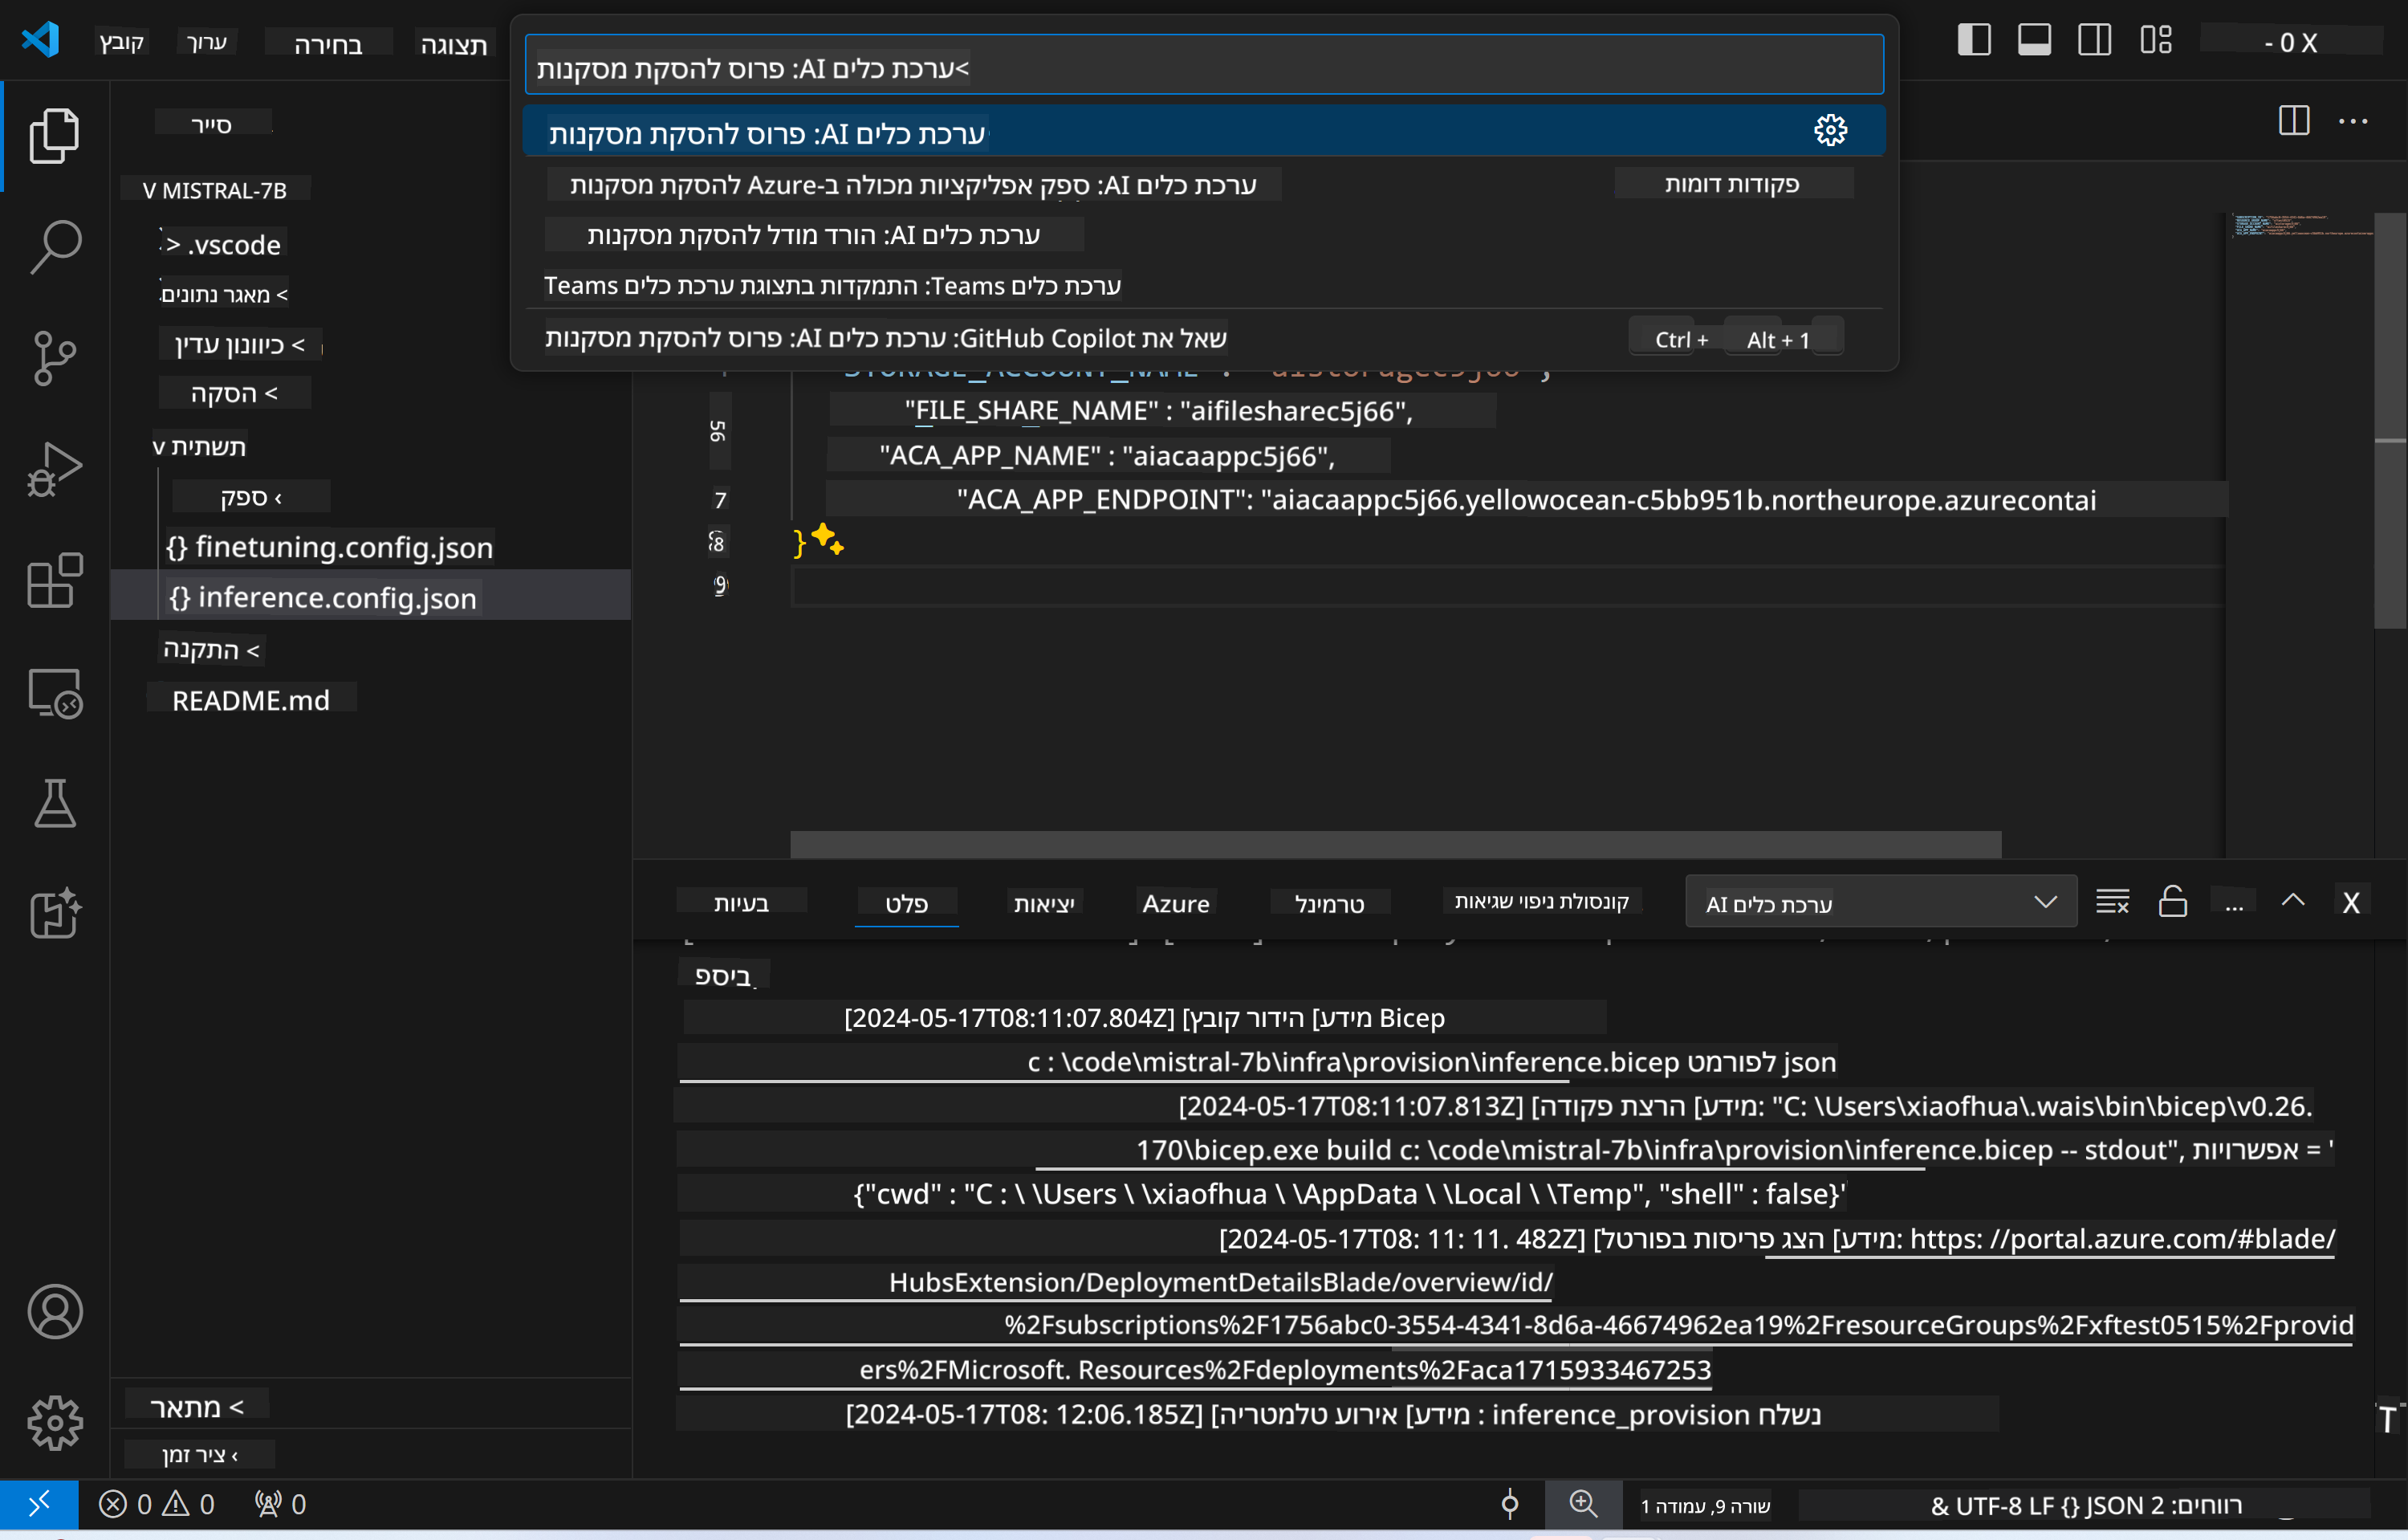 קובץ
ערוך
בחירה
תצוגה
>ערכת כלים AI: פרוס להסקת מסקנות
- 0 X
ערכת כלים AI: פרוס להסקת מסקנות
ערכת כלים AI: ספק אפליקציות מכולה ב-Azure להסקת מסקנות
פקודות דומות
ערכת כלים AI: הורד מודל להסקת מסקנות
ערכת כלים Teams: התמקדות בתצוגת ערכת כלים Teams
שאל את GitHub Copilot: ערכת כלים AI: פרוס להסקת מסקנות
Ctrl + Alt + 1
סייר
V MISTRAL-7B
> .vscode
> מאגר נתונים
> כיוונון עדין
> הסקה
v תשתית
› ספק
{} finetuning.config.json
{} inference.config.json
> התקנה
README.md
> מתאר
› ציר זמן
"FILE_SHARE_NAME" : "aifilesharec5j66",
56
"ACA_APP_NAME" : "aiacaappc5j66",
7 "ACA_APP_ENDPOINT": "aiacaappc5j66.yellowocean-c5bb951b.northeurope.azurecontai
8 }
9
בעיות
פלט
יציאות
Azure
טרמינל
קונסולת ניפוי שגיאות
ערכת כלים AI
... X
ביספ
[2024-05-17T08:11:07.804Z] [מידע] הידור קובץ Bicep
c : \code\mistral-7b\infra\provision\inference.bicep לפורמט json
[2024-05-17T08:11:07.813Z] [מידע] הרצת פקודה: "C: \Users\xiaofhua\.wais\bin\bicep\v0.26.
170\bicep.exe build c: \code\mistral-7b\infra\provision\inference.bicep -- stdout", אפשרויות = '
{"cwd" : "C : \ \Users \ \xiaofhua \ \AppData \ \Local \ \Temp", "shell" : false}'
[2024-05-17T08: 11: 11. 482Z] [מידע] הצג פריסות בפורטל: https: //portal.azure.com/#blade/
HubsExtension/DeploymentDetailsBlade/overview/id/
%2Fsubscriptions%2F1756abc0-3554-4341-8d6a-46674962ea19%2FresourceGroups%2Fxftest0515%2Fprovid
ers%2FMicrosoft. Resources%2Fdeployments%2Faca1715933467253
[2024-05-17T08: 12:06.185Z] [מידע] אירוע טלמטריה : inference_provision נשלח
T
0 0 0
שורה 9, עמודה 1
רווחים: 2 & UTF-8 LF {} JSON